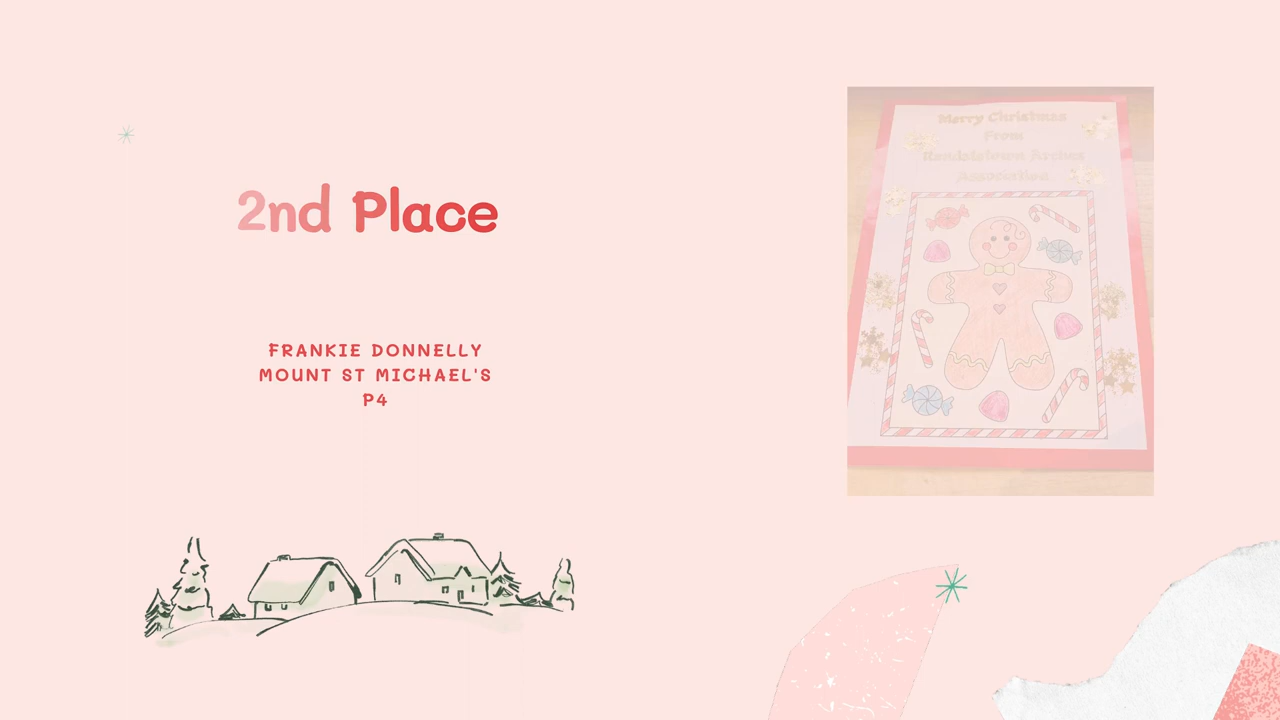 2nd Place
FRANKIE DONNELLY
MOUNT ST MICHAEL'S
P4
Merry Christmas
From
Randalstown Arches
Association